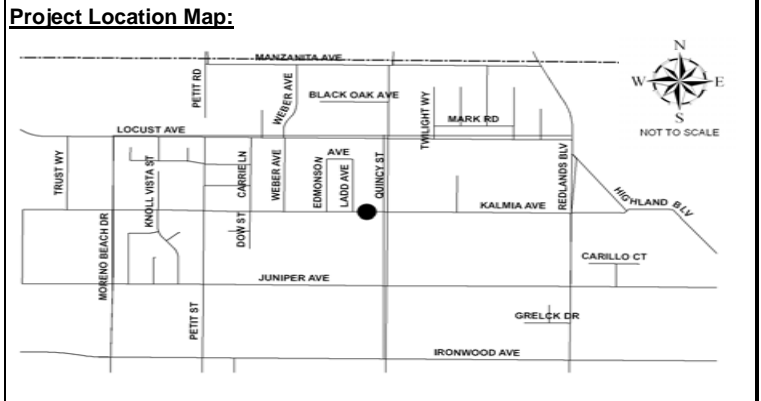 Project Location Map:
MANZANITA AVE
N
W
E
S
NOT TO SCALE
PETIT RD
WEBER AVE
BLACK OAK AVE
TWILIGHT WY
MARK RD
LOCUST AVE
TRUST WY
KNOLL VISTA ST
CARRIE LN
WEBER AVE
EDMONSON
AVE
LADD AVE
QUINCY ST
REDLANDS BLV
HIGHLAND BLV
KALMIA AVE
MORENO BEACH DR
DOW ST
CARILLO CT
JUNIPER AVE
PETIT ST
GRELCK DR
IRONWOOD AVE